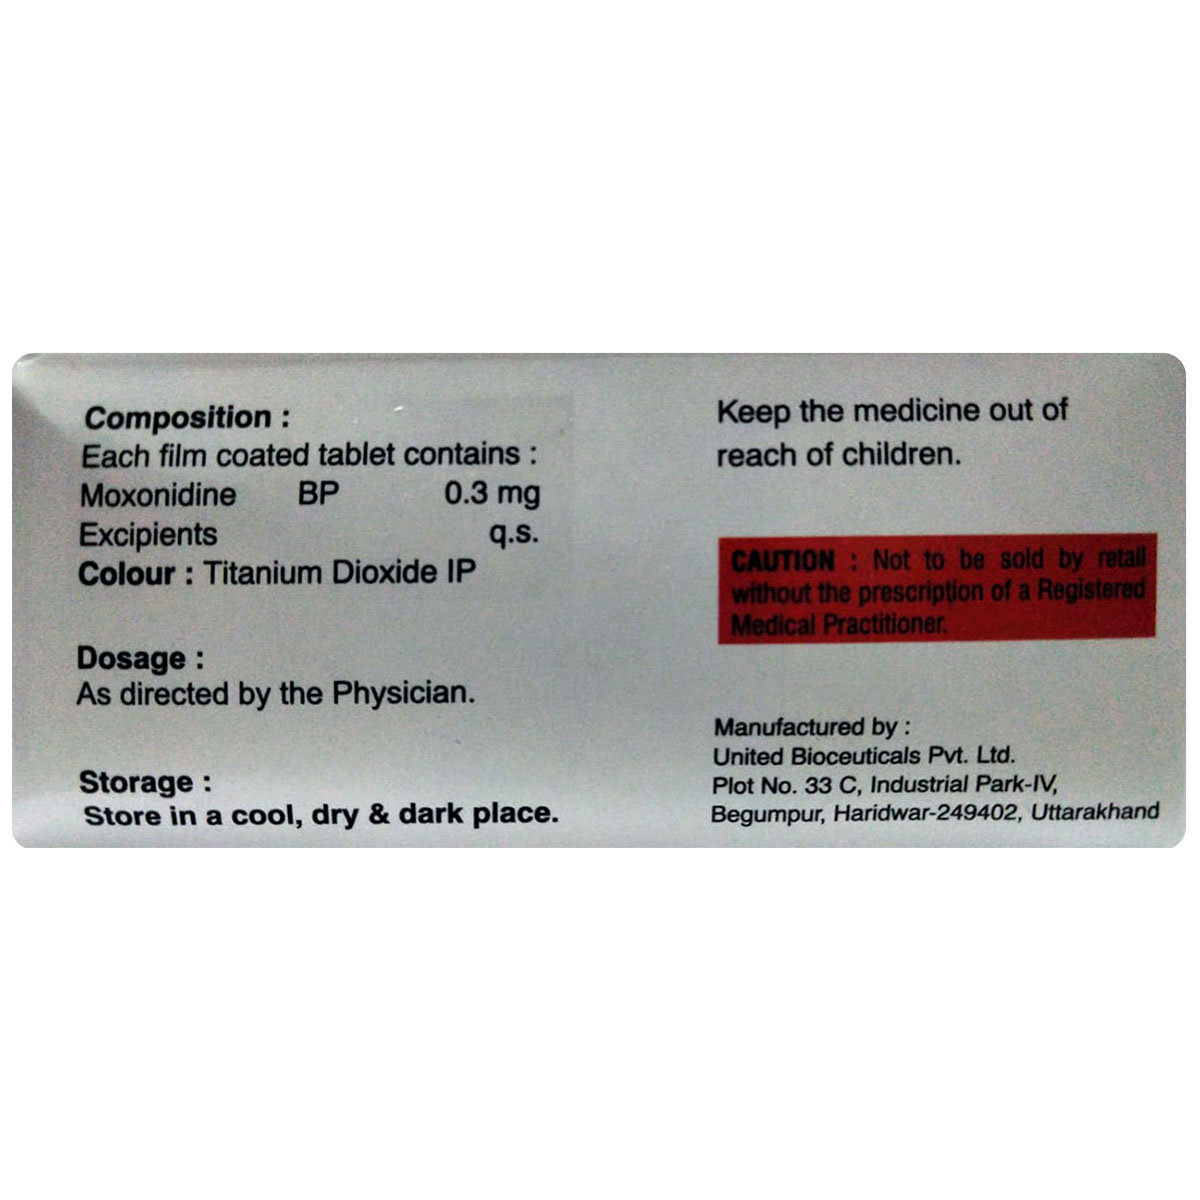 Composition :
Each film coated tablet contains :
Moxonidine BP 0.3 mg
Excipients q.s.
Colour : Titanium Dioxide IP
Dosage :
As directed by the Physician.
Storage :
Store in a cool, dry & dark place.
Keep the medicine out of
reach of children.
CAUTION : Not to be sold by retail
without the prescription of a Registered
Medical Practitioner.
Manufactured by :
United Bioceuticals Pvt. Ltd.
Plot No. 33 C, Industrial Park-IV,
Begumpur, Haridwar-249402, Uttarakhand